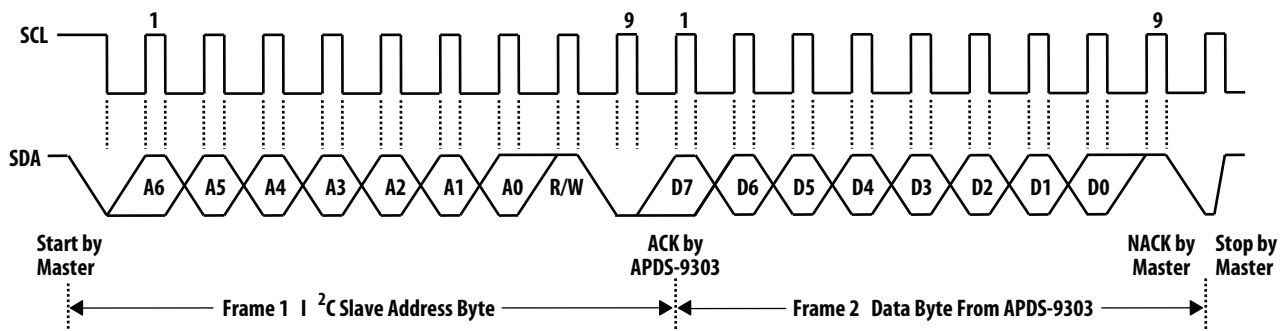 1 9 1 9
SCL
SDA
A6 A5 A4 A3 A2 A1 A0 R/W D7 D6 D5 D4 D3 D2 D1 D0
Start by
Master
ACK by
APDS-9303
NACK by
Master
Stop by
Master
Frame 1 I ²C Slave Address Byte
Frame 2 Data Byte From APDS-9303